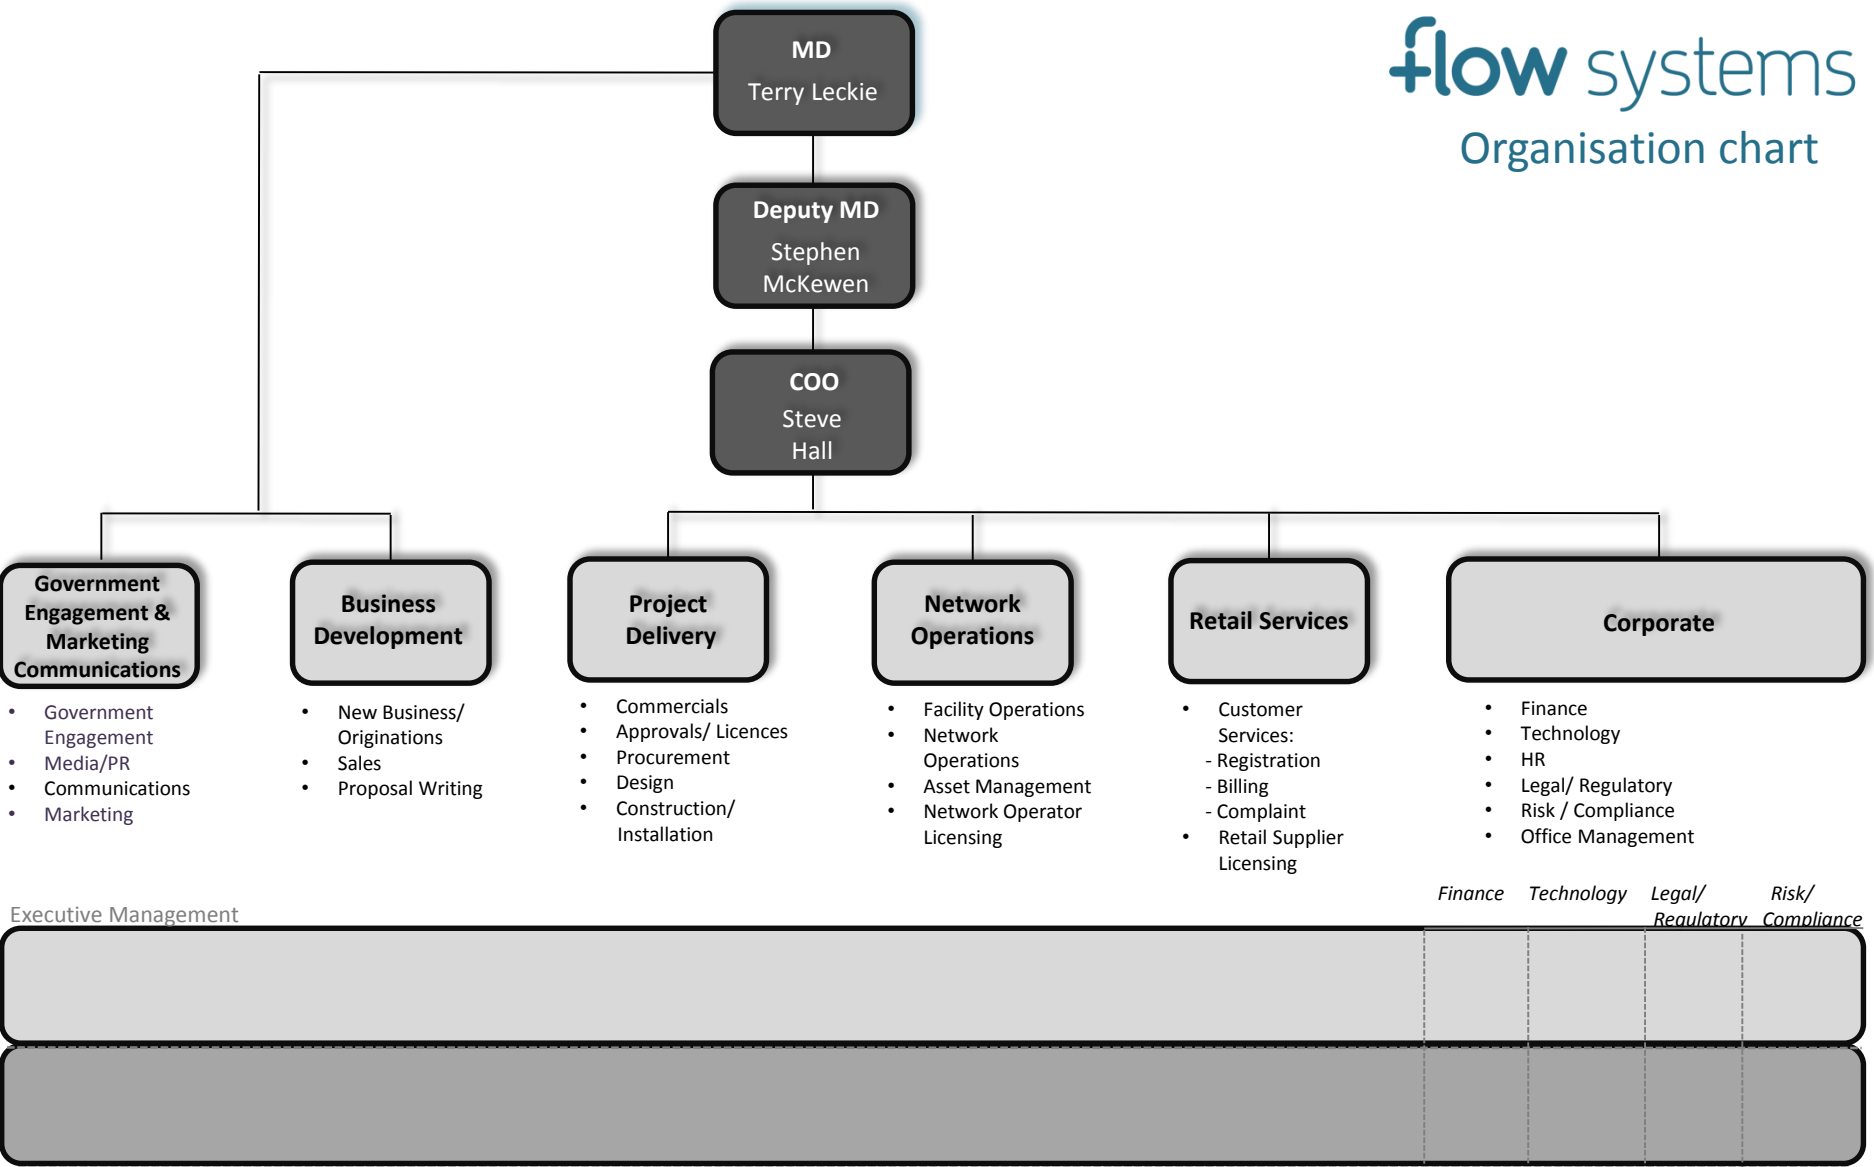 flow systems
Organisation chart
MD
Terry Leckie
Deputy MD
Stephen
McKewen
COO
Steve
Hall
Government
Engagement &
Marketing
Communications
• Government
Engagement
• Media/PR
• Communications
• Marketing
Business
Development
• New Business/
Originations
• Sales
• Proposal Writing
Project
Delivery
• Commercials
• Approvals/ Licences
• Procurement
• Design
• Construction/
Installation
Network
Operations
• Facility Operations
• Network
Operations
• Asset Management
• Network Operator
Licensing
Retail Services
• Customer
Services:
- Registration
- Billing
- Complaint
• Retail Supplier
Licensing
Corporate
• Finance
• Technology
• HR
• Legal/ Regulatory
• Risk / Compliance
• Office Management
Executive Management
Finance
Technology
Legal/
Regulatory
Risk/
Compliance